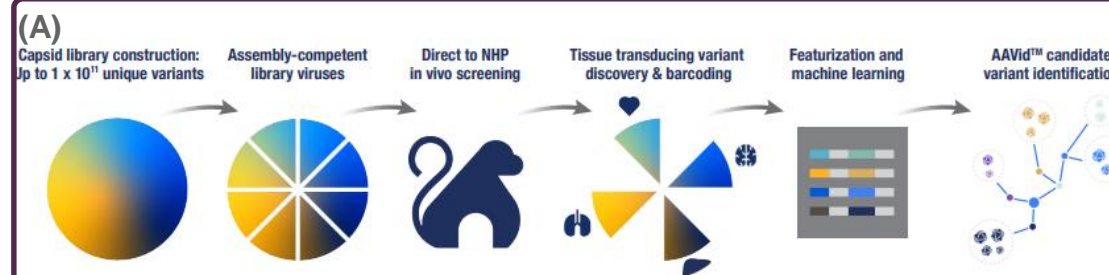 (A)
Capsid library construction:
Up to 1 x 10¹¹ unique variants
Assembly-competent
library viruses
Direct to NHP
in vivo screening
Tissue transducing variant
discovery & barcoding
Featurization and
machine learning
AAVid™ candidate
variant identificatio